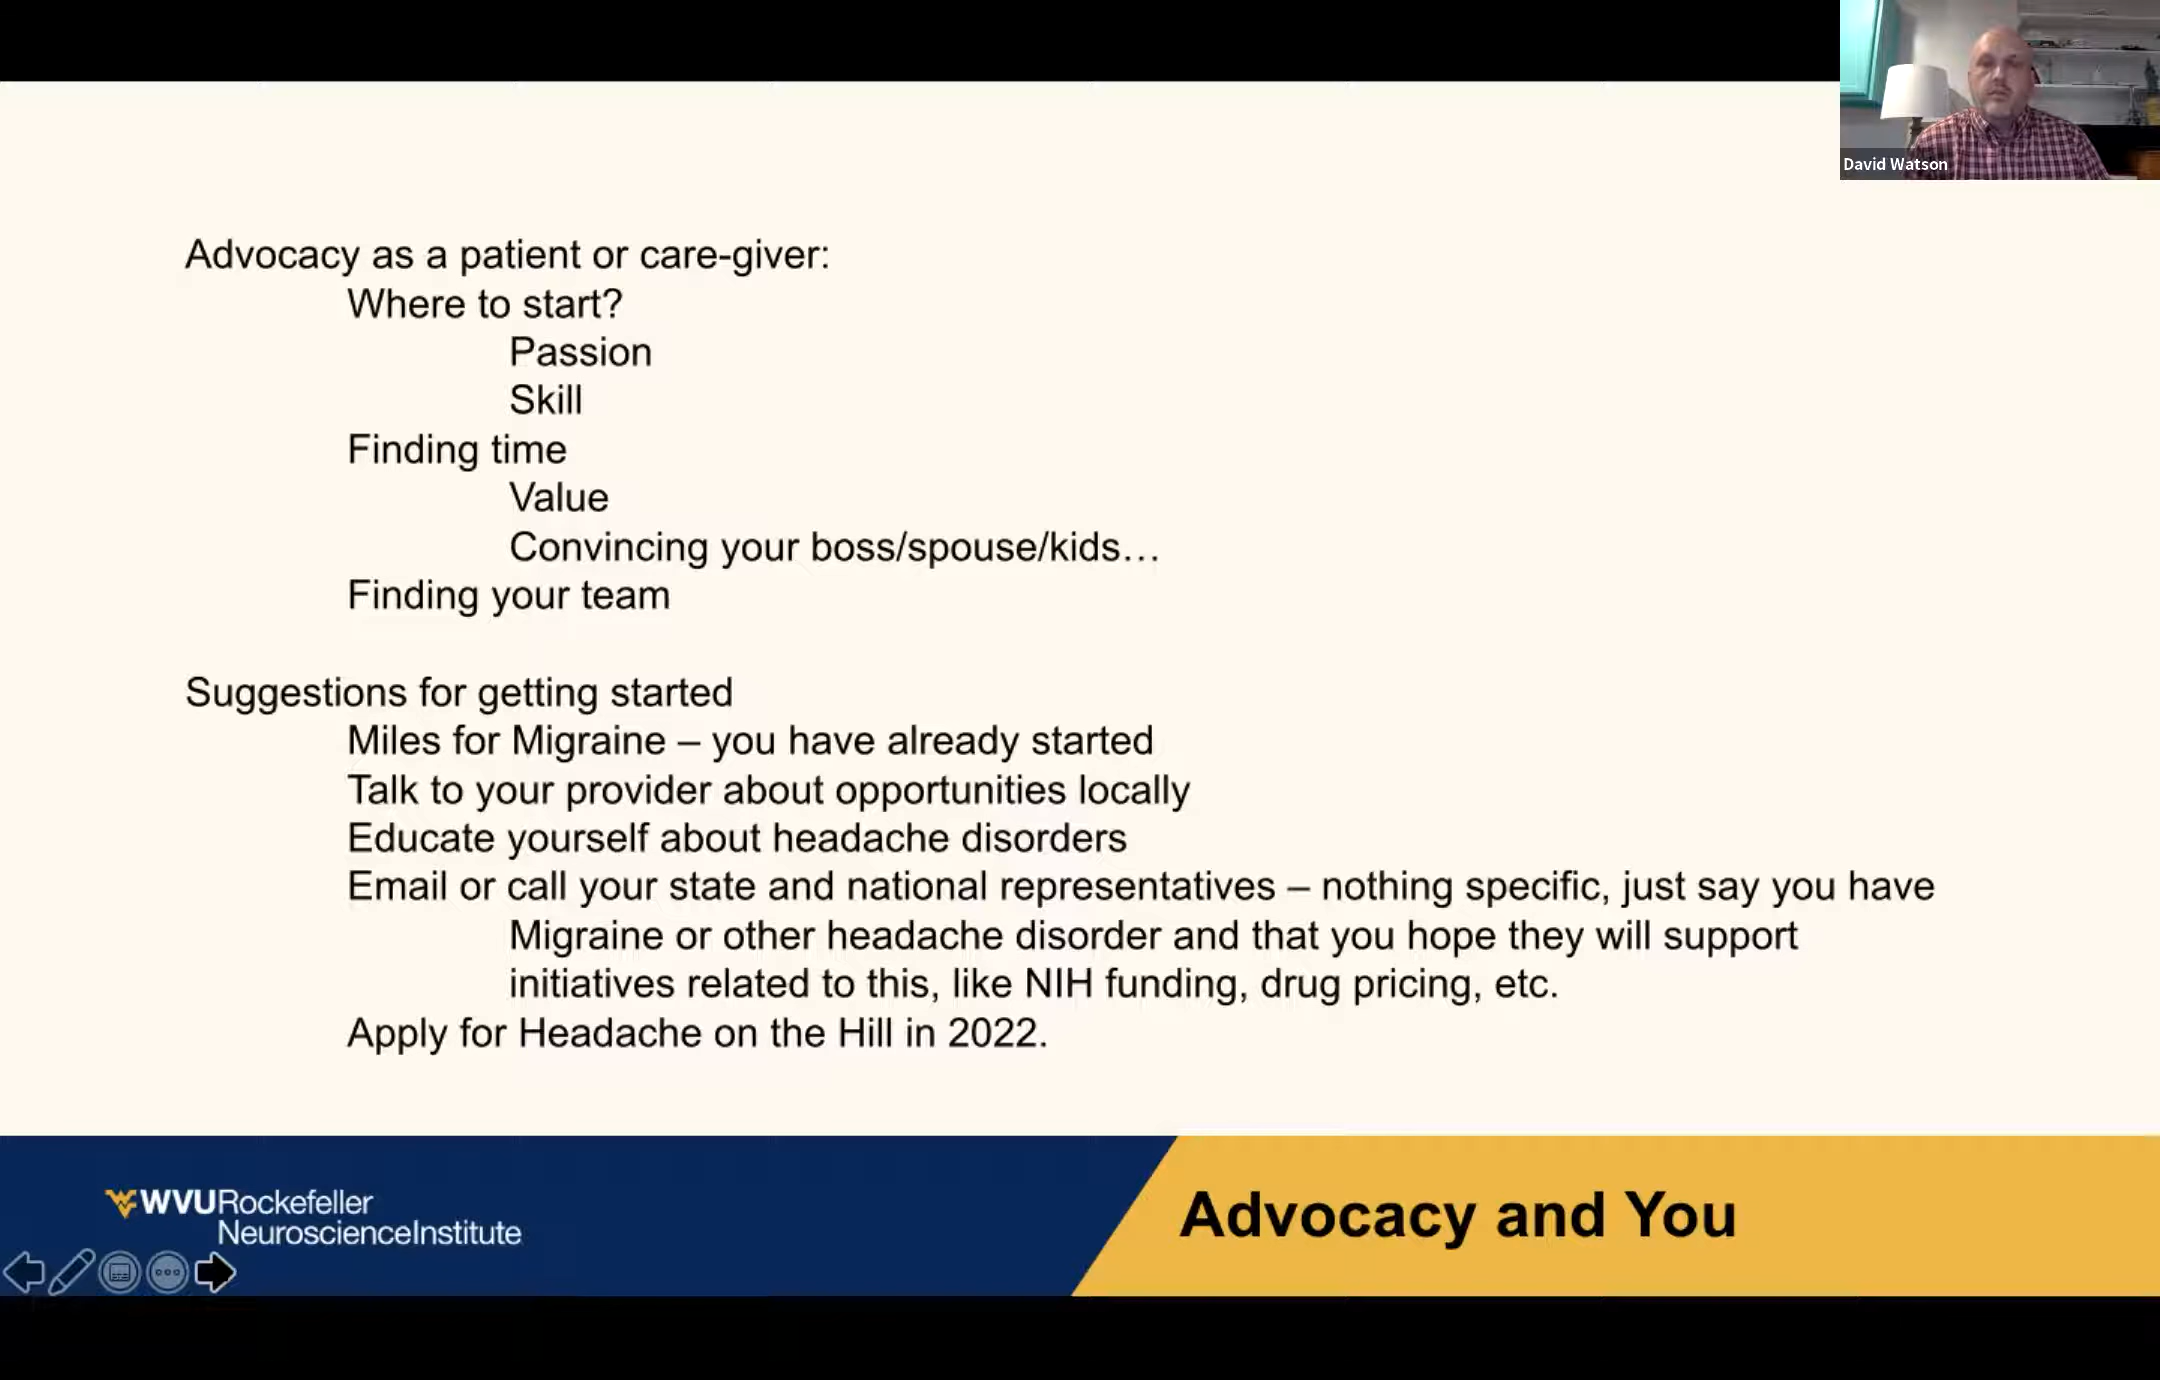 David Watson
Advocacy as a patient or care-giver:
Where to start?
Passion
Skill
Finding time
Value
Convincing your boss/spouse/kids…
Finding your team
Suggestions for getting started
Miles for Migraine – you have already started
Talk to your provider about opportunities locally
Educate yourself about headache disorders
Email or call your state and national representatives – nothing specific, just say you have
Migraine or other headache disorder and that you hope they will support
initiatives related to this, like NIH funding, drug pricing, etc.
Apply for Headache on the Hill in 2022.
WVURockefeller
NeuroscienceInstitute
Advocacy and You